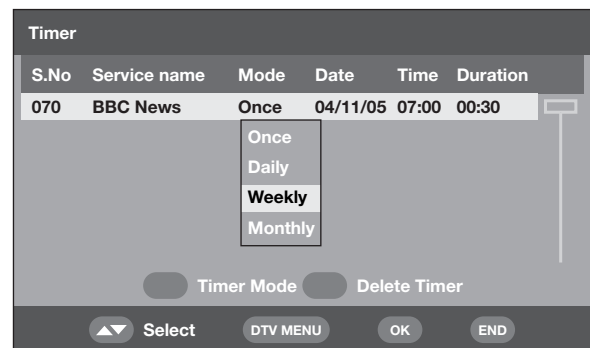 Timer
S.No Service name Mode Date Time Duration
070 BBC News Once 04/11/05 07:00 00:30
Once
Daily
Weekly
Monthly
Timer Mode Delete Timer
Select DTV MENU OK END